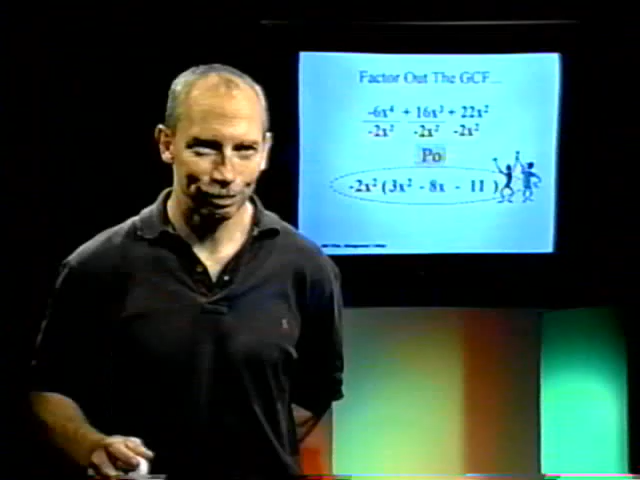 Factor Out The GCF...
-6x⁴ + 16x³ + 22x²
-2x² -2x² -2x²
Po
-2x² (3x² - 8x - 11 )